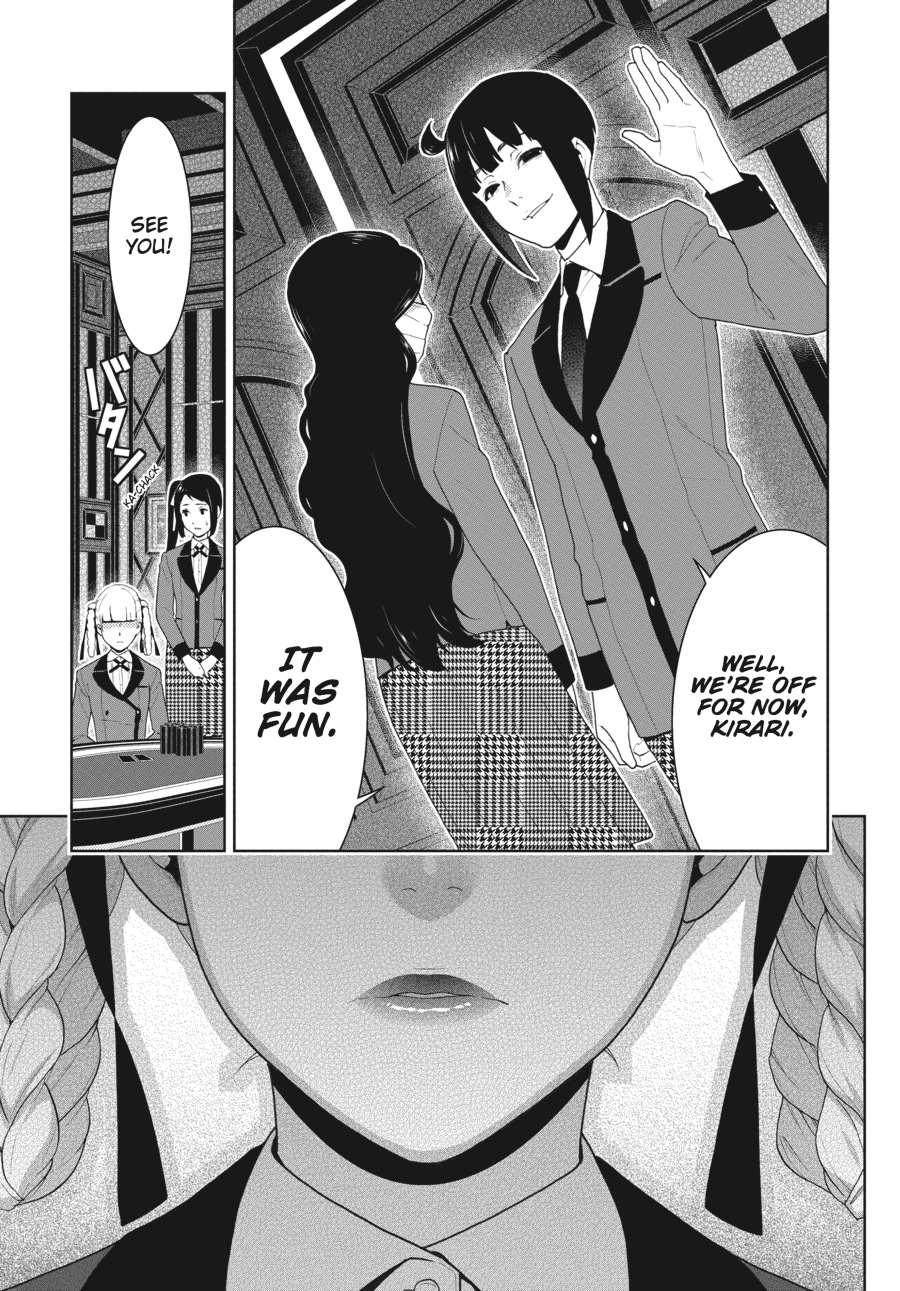 WELL,
WE'RE OFF
FOR NOW,
KIRARI.
IT
WAS
FUN.
SEE
YOU!
バタン
KA-CHACK